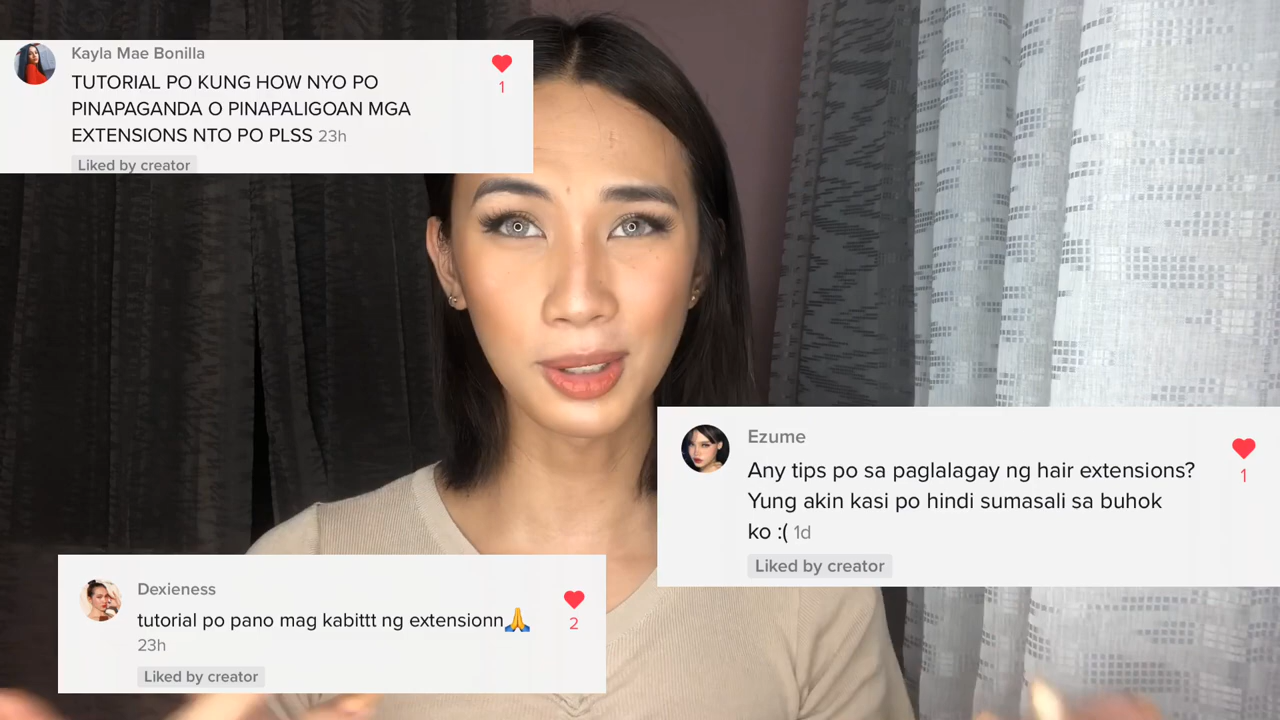 Kayla Mae Bonilla
TUTORIAL PO KUNG HOW NYO PO
PINAPAGANDA O PINAPALIGOAN MGA
EXTENSIONS NTO PO PLSS 23h
1
Liked by creator
Ezume
Any tips po sa paglalagay ng hair extensions?
Yung akin kasi po hindi sumasali sa buhok
ko :( 1d
1
Liked by creator
Dexieness
tutorial po pano mag kabittt ng extensionn🙏
23h
2
Liked by creator